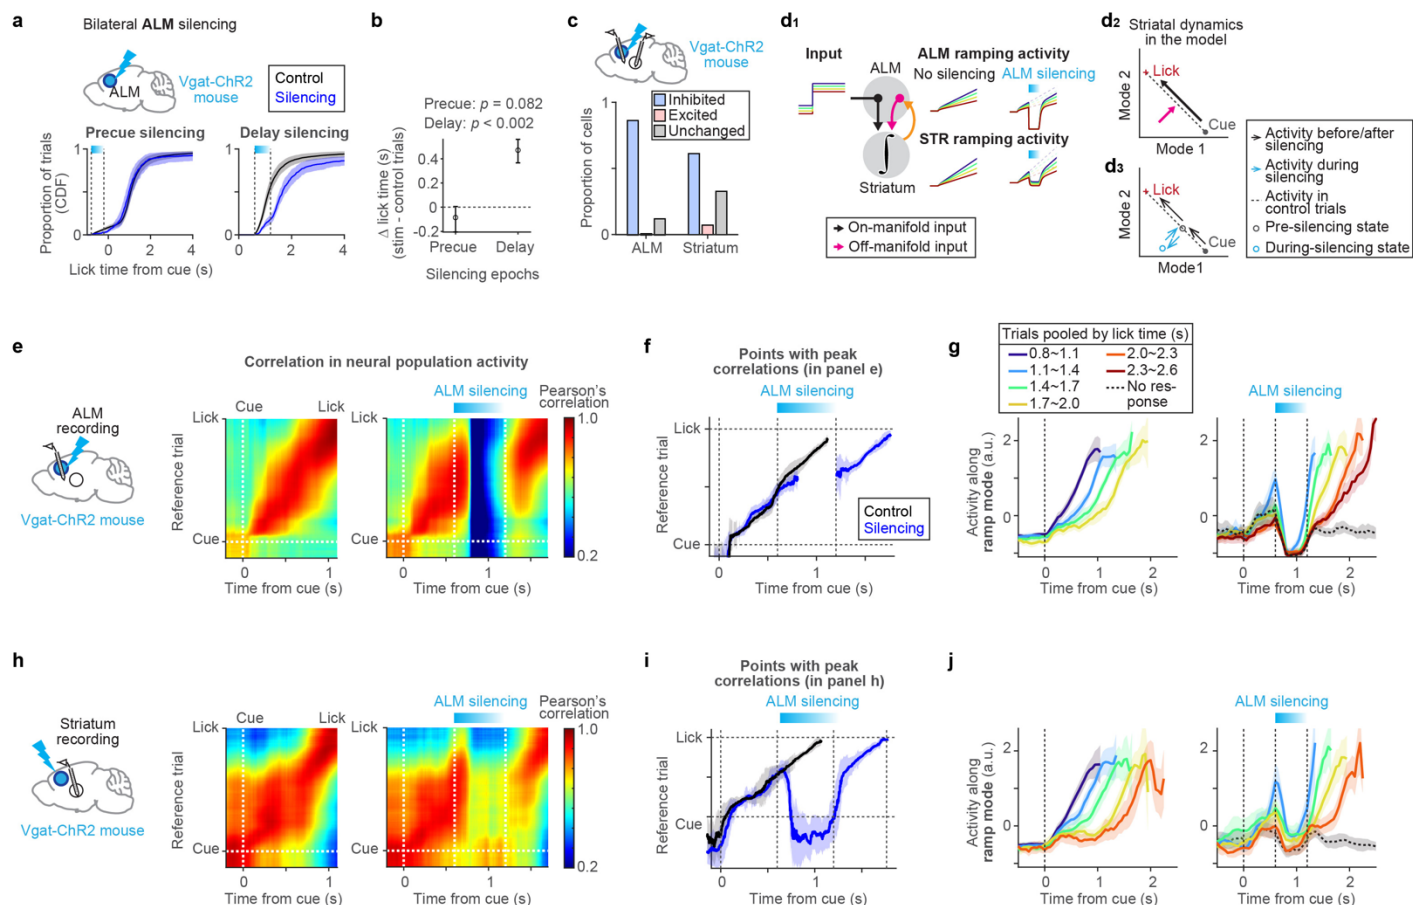 a
Bilateral ALM silencing
ALM
Vgat-ChR2
mouse
Control
Silencing
Precue silencing
Delay silencing
Proportion of trials
(CDF)
1
0
0
2
4
0
2
4
Lick time from cue (s)
b
Precue: p = 0.082
Delay: p < 0.002
Δ lick time (s)
(stim - control trials)
0.4
0.2
0
-0.2
Precue
Delay
Silencing epochs
c
Vgat-ChR2
mouse
Inhibited
Excited
Unchanged
Proportion of cells
1
0
ALM
Striatum
d1
Input
ALM
Striatum
ALM ramping activity
No silencing
ALM silencing
STR ramping activity
On-manifold input
Off-manifold input
d2
Striatal dynamics
in the model
Mode 2
Lick
Cue
Mode 1
d3
Mode 2
Lick
Cue
Mode1
Activity before/after
silencing
Activity during
silencing
Activity in
control trials
Pre-silencing state
During-silencing state
e
Correlation in neural population activity
ALM
recording
Vgat-ChR2 mouse
Cue
Lick
ALM silencing
Pearson's
correlation
1.0
0.2
Reference trial
Lick
Cue
Lick
Cue
0
1
0
1
Time from cue (s)
Time from cue (s)
f
Points with peak
correlations (in panel e)
ALM silencing
Reference trial
Lick
Cue
Control
Silencing
0
1
Time from cue (s)
g
Trials pooled by lick time (s)
0.8~1.1
1.1~1.4
1.4~1.7
1.7~2.0
2.0~2.3
2.3~2.6
No res-
ponse
ALM silencing
Activity along
ramp mode (a.u.)
2
0
0
1
2
Time from cue (s)
Activity along
ramp mode (a.u.)
2
0
0
1
2
Time from cue (s)
h
Striatum
recording
Vgat-ChR2 mouse
Cue
Lick
ALM silencing
Pearson's
correlation
1.0
0.2
Reference trial
Lick
Cue
Reference trial
Lick
Cue
0
1
0
1
Time from cue (s)
Time from cue (s)
i
Points with peak
correlations (in panel h)
ALM silencing
Reference trial
Lick
Cue
0
1
Time from cue (s)
j
ALM silencing
Activity along
ramp mode (a.u.)
2
0
0
1
2
Time from cue (s)
Activity along
ramp mode (a.u.)
2
0
0
1
2
Time from cue (s)